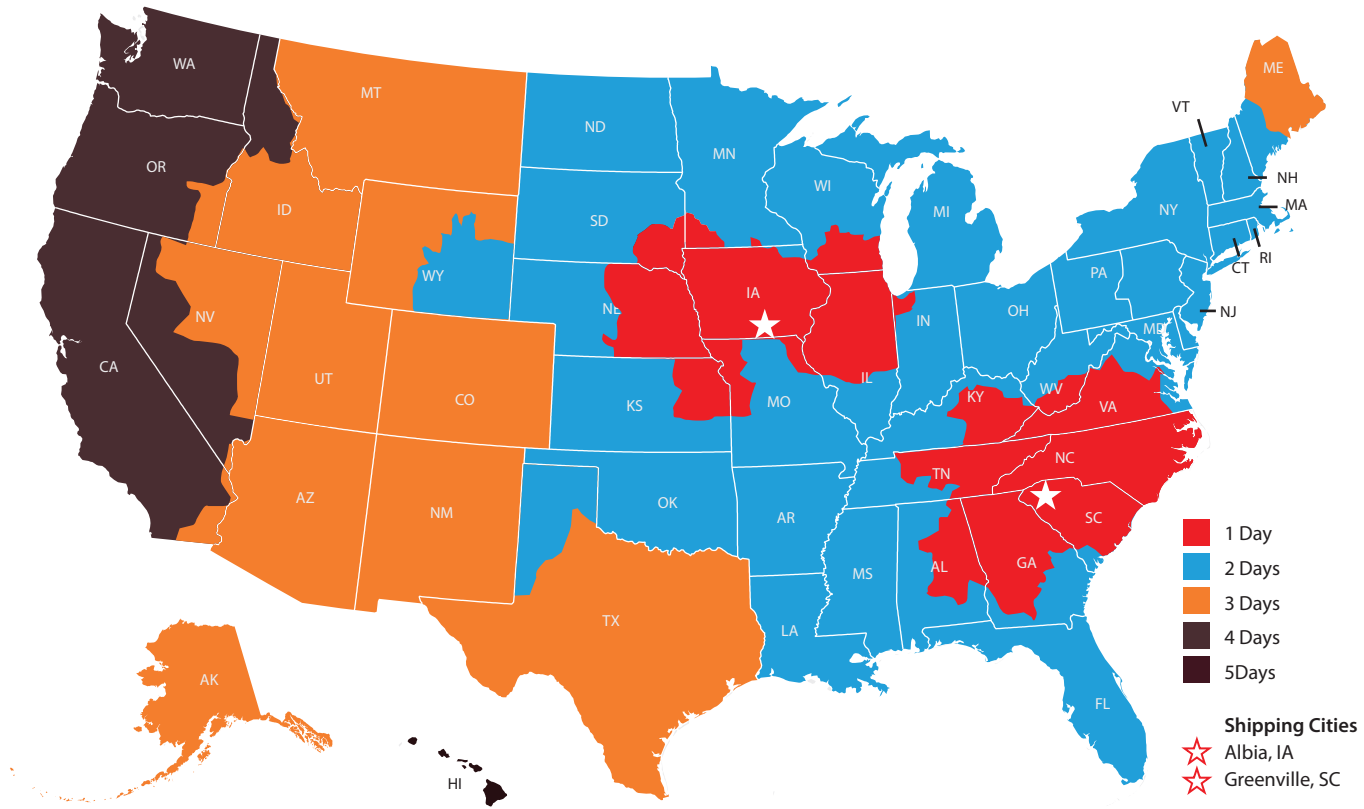 WA
MT
ME
VT
ND
MN
OR
WI
NH
ID
MI
NY
MA
SD
RI
CT
WY
PA
IA
NE
NV
IN
OH
NJ
MD
CA
UT
IL
CO
KS
MO
KY
WV
VA
NC
TN
AZ
NM
OK
AR
SC
1 Day
GA
AL
MS
2 Days
3 Days
TX
LA
4 Days
5Days
AK
FL
Shipping Cities
Albia, IA
HI
Greenville, SC